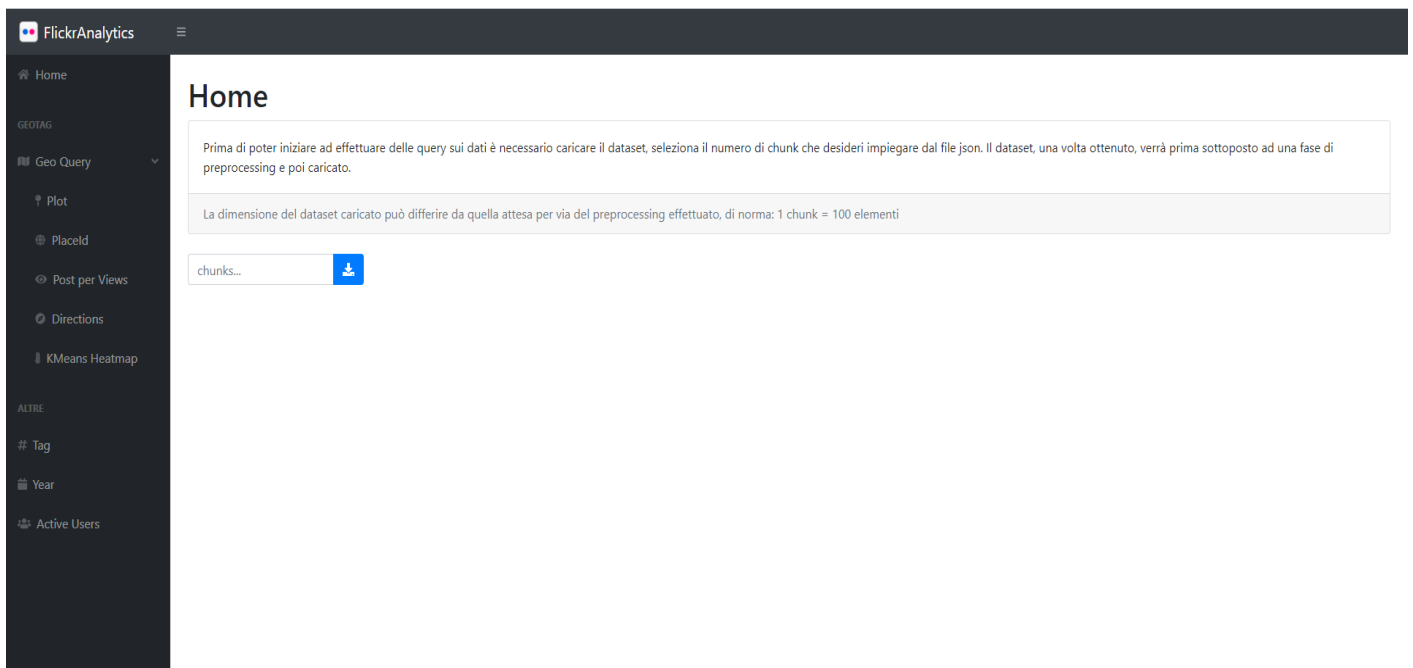 FlickrAnalytics
Home
GEOTAG
Geo Query
Plot
PlaceId
Post per Views
Directions
KMeans Heatmap
ALTRE
# Tag
Year
Active Users
Home
Prima di poter iniziare ad effettuare delle query sui dati è necessario caricare il dataset, seleziona il numero di chunk che desideri impiegare dal file json. Il dataset, una volta ottenuto, verrà prima sottoposto ad una fase di
preprocessing e poi caricato.
La dimensione del dataset caricato può differire da quella attesa per via del preprocessing effettuato, di norma: 1 chunk = 100 elementi
chunks...